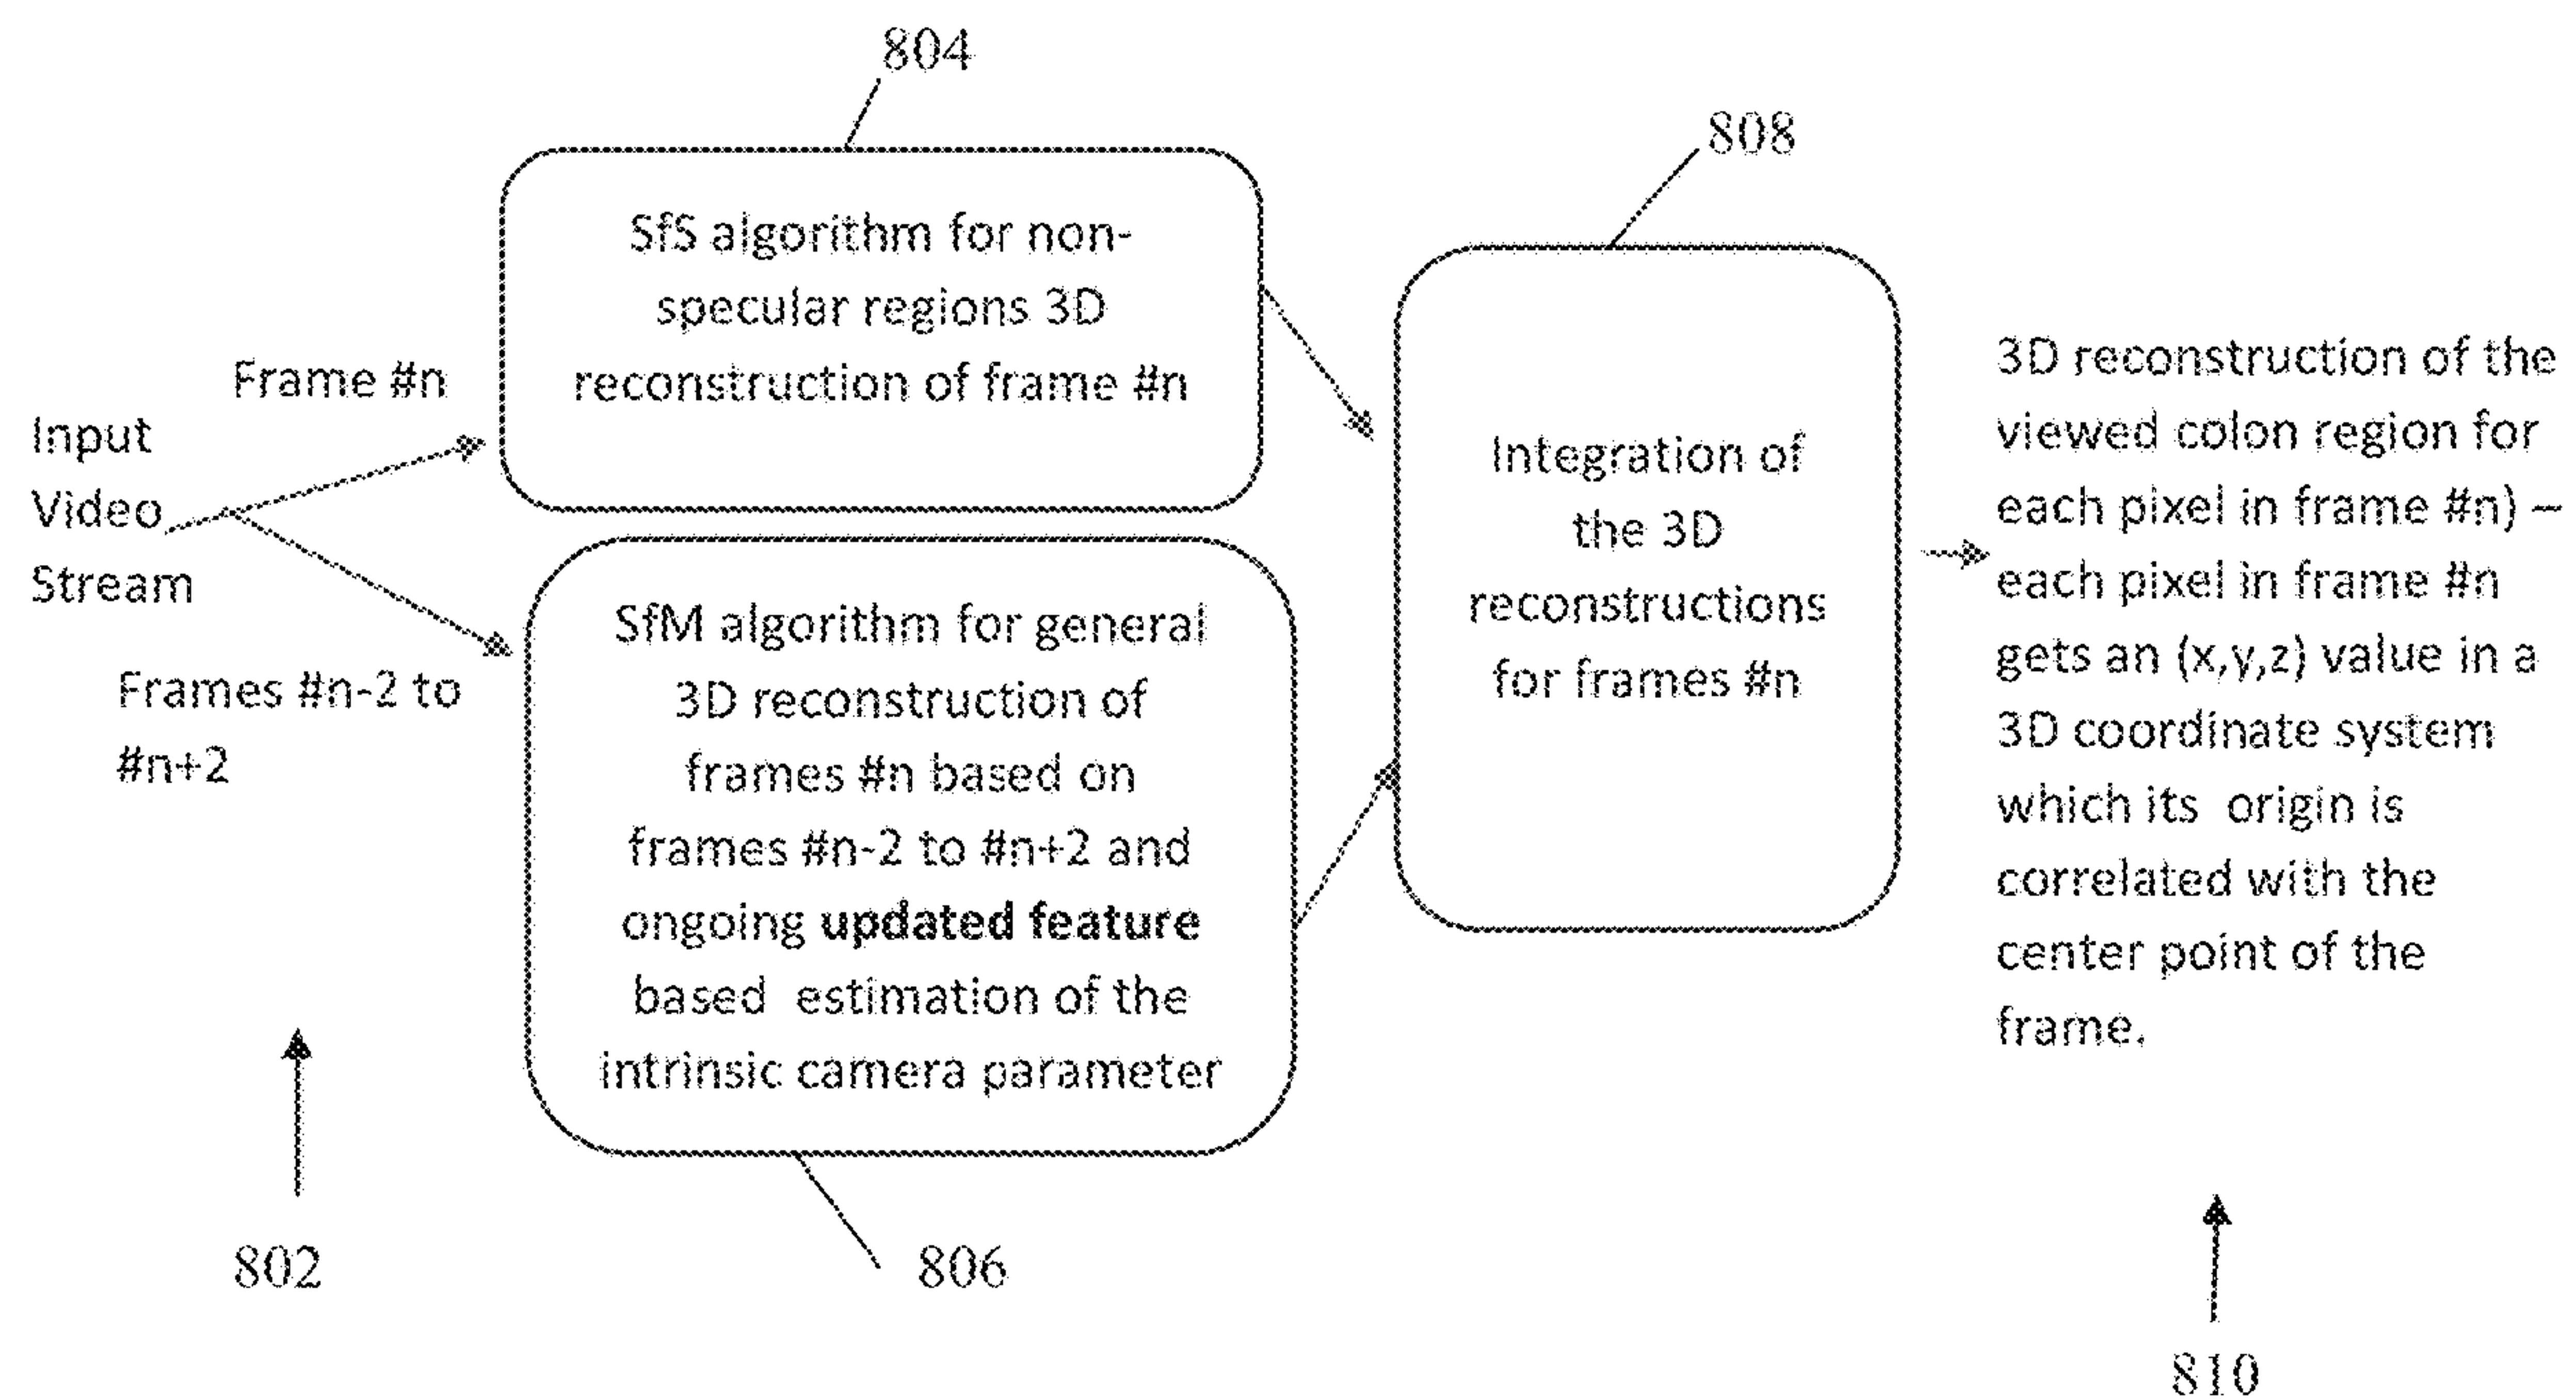 804
808
Frame #n
Input
Video
Stream
Frames #n-2 to
#n+2
802
SfS algorithm for non-
specular regions 3D
reconstruction of frame #n
SfM algorithm for general
3D reconstruction of
frames #n based on
frames #n-2 to #n+2 and
ongoing updated feature
based estimation of the
intrinsic camera parameter
806
Integration of
the 3D
reconstructions
for frames #n
3D reconstruction of the
viewed colon region for
each pixel in frame #n) –
each pixel in frame #n
gets an (x,y,z) value in a
3D coordinate system
which its origin is
correlated with the
center point of the
frame.
810